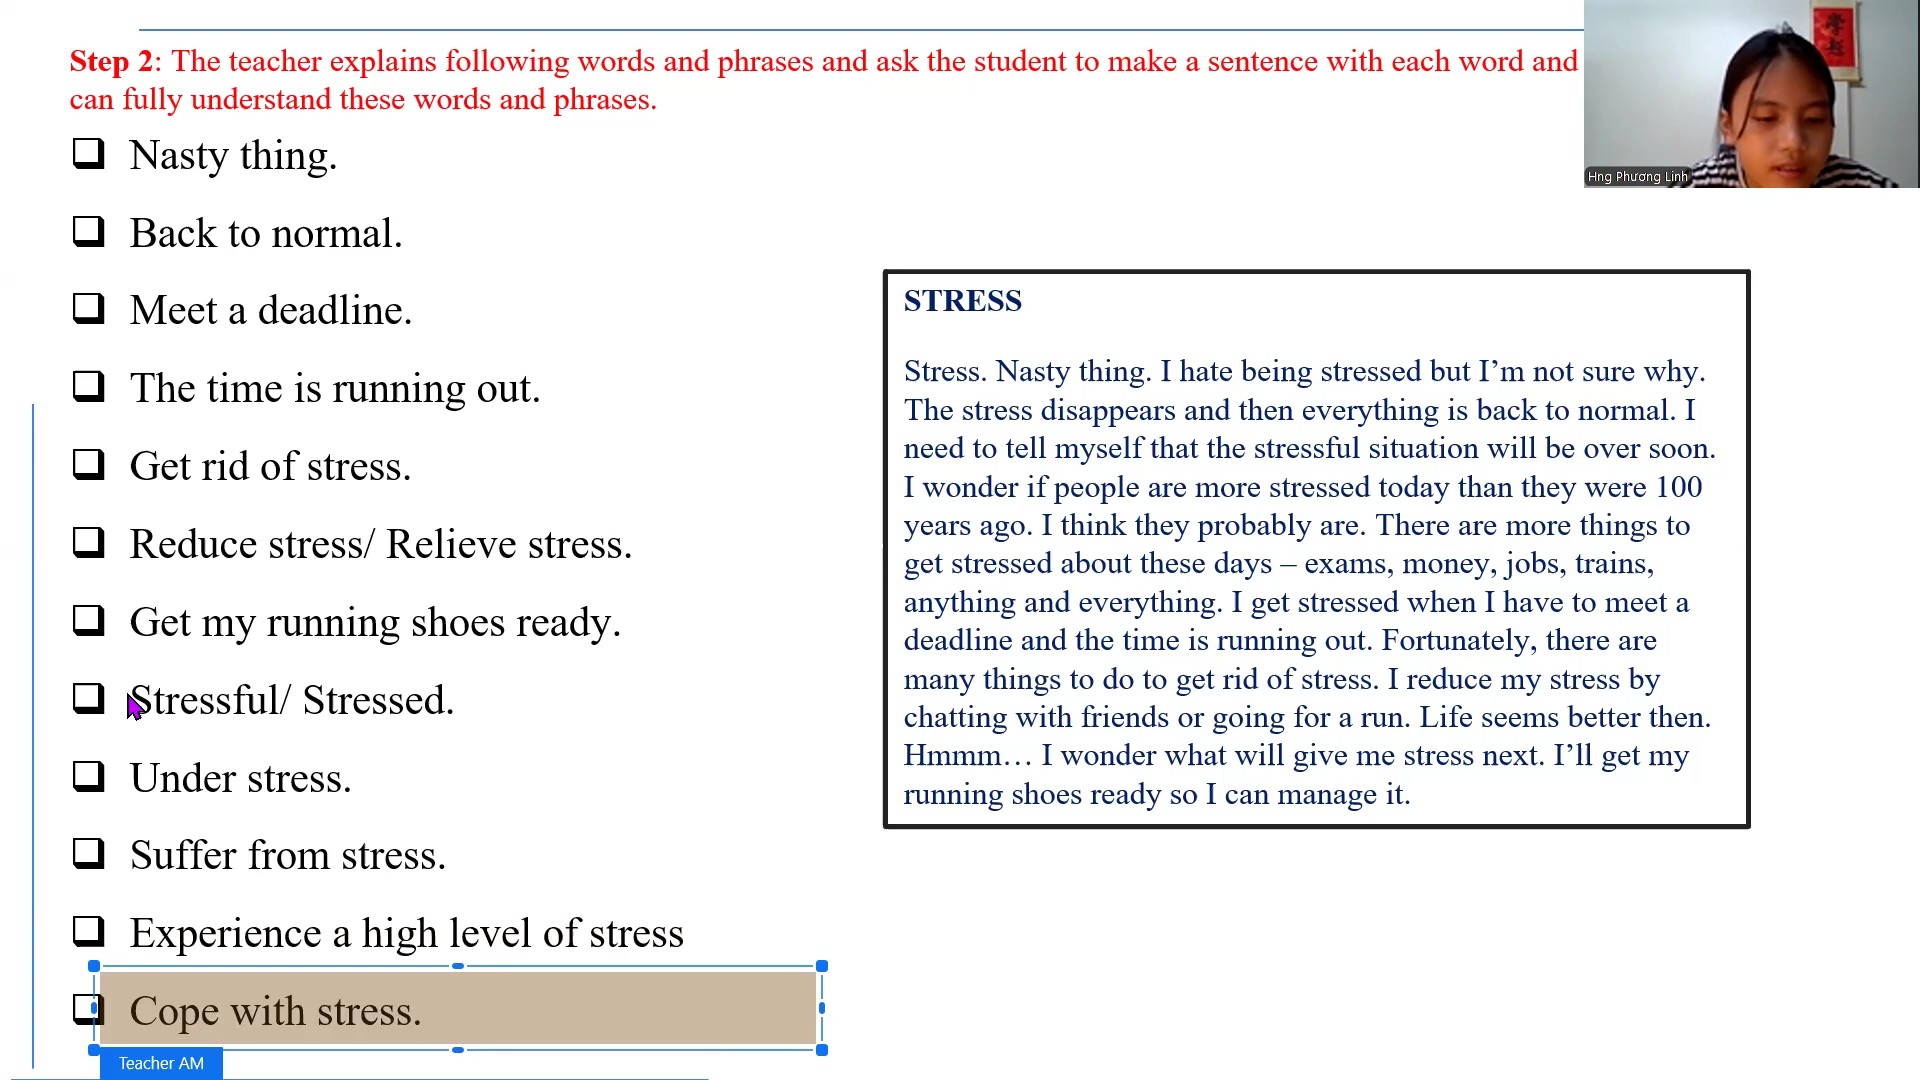 Step 2: The teacher explains following words and phrases and ask the student to make a sentence with each word and
can fully understand these words and phrases.
Nasty thing.
Back to normal.
Meet a deadline.
The time is running out.
Get rid of stress.
Reduce stress/ Relieve stress.
Get my running shoes ready.
Stressful/ Stressed.
Under stress.
Suffer from stress.
Experience a high level of stress
Cope with stress.
Teacher AM
STRESS
Stress. Nasty thing. I hate being stressed but I’m not sure why.
The stress disappears and then everything is back to normal. I
need to tell myself that the stressful situation will be over soon.
I wonder if people are more stressed today than they were 100
years ago. I think they probably are. There are more things to
get stressed about these days – exams, money, jobs, trains,
anything and everything. I get stressed when I have to meet a
deadline and the time is running out. Fortunately, there are
many things to do to get rid of stress. I reduce my stress by
chatting with friends or going for a run. Life seems better then.
Hmmm… I wonder what will give me stress next. I’ll get my
running shoes ready so I can manage it.
Hng Phương Linh